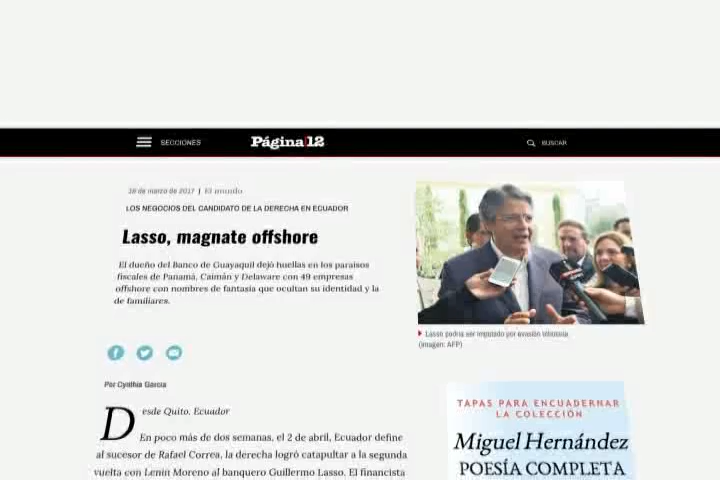 SECCIONES
Página 12
BUSCAR
18 de marzo de 2017 | El mundo
LOS NEGOCIOS DEL CANDIDATO DE LA DERECHA EN ECUADOR
Lasso, magnate offshore
El dueño del Banco de Guayaquil dejó huellas en los paraísos
fiscales de Panamá, Caimán y Delaware con 49 empresas
offshore con nombres de fantasía que ocultan su identidad y la
de familiares.
Lasso podría ser imputado por evasión tributaria.
(Imagen: AFP)
Por Cynthia García
Desde Quito, Ecuador
En poco más de dos semanas, el 2 de abril, Ecuador define
al sucesor de Rafael Correa, la derecha logró catapultar a la segunda
vuelta con Lenín Moreno al banquero Guillermo Lasso. El financista
TAPAS PARA ENCUADERNAR
LA COLECCIÓN
Miguel Hernández
POESÍA COMPLETA